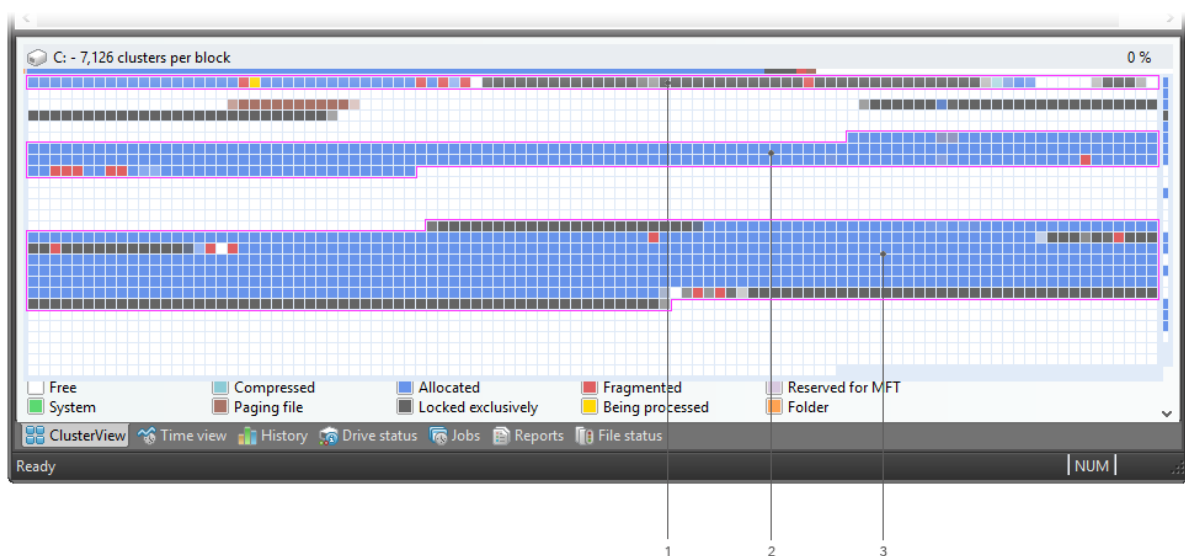 C: - 7,126 clusters per block 0 %
Free Compressed Allocated Fragmented Reserved for MFT
System Paging file Locked exclusively Being processed Folder
ClusterView Time view History Drive status Jobs Reports File status
Ready NUM
1 2 3